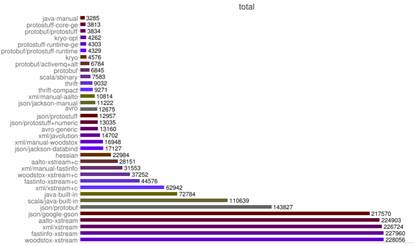 total
java-manual 3285
protostuff-core-ge 3813
protobuf/protostuff 3834
kryo-opt 4262
protostuff-runtime-ge 4303
protobuf/protostuff-runtime 4329
kryo 4576
protobuf/activemq+alt 6784
protobuf 6845
scala/sbinary 7583
thrift 9032
thrift-compact 9271
xml/manual-aalto 10814
json/jackson-manual 11222
avro 12675
json/protostuff 12957
json/protostuff+numeric 13035
avro-generic 13160
xml/javolution 14702
xml/manual-woodstox 16948
json/jackson-databind 17127
hessian 22984
aalto-xstream+c 28151
xml/manual-fastinfo 31553
woodstox-xstream+c 37252
fastinfo-xstream+c 44576
xml/xstream+c 62942
java-built-in 72784
scala/java-built-in 110639
json/protobuf 143827
json/google-gson 217570
aalto-xstream 224903
xml/xstream 226724
fastinfo-xstream 227960
woodstox-xstream 228056